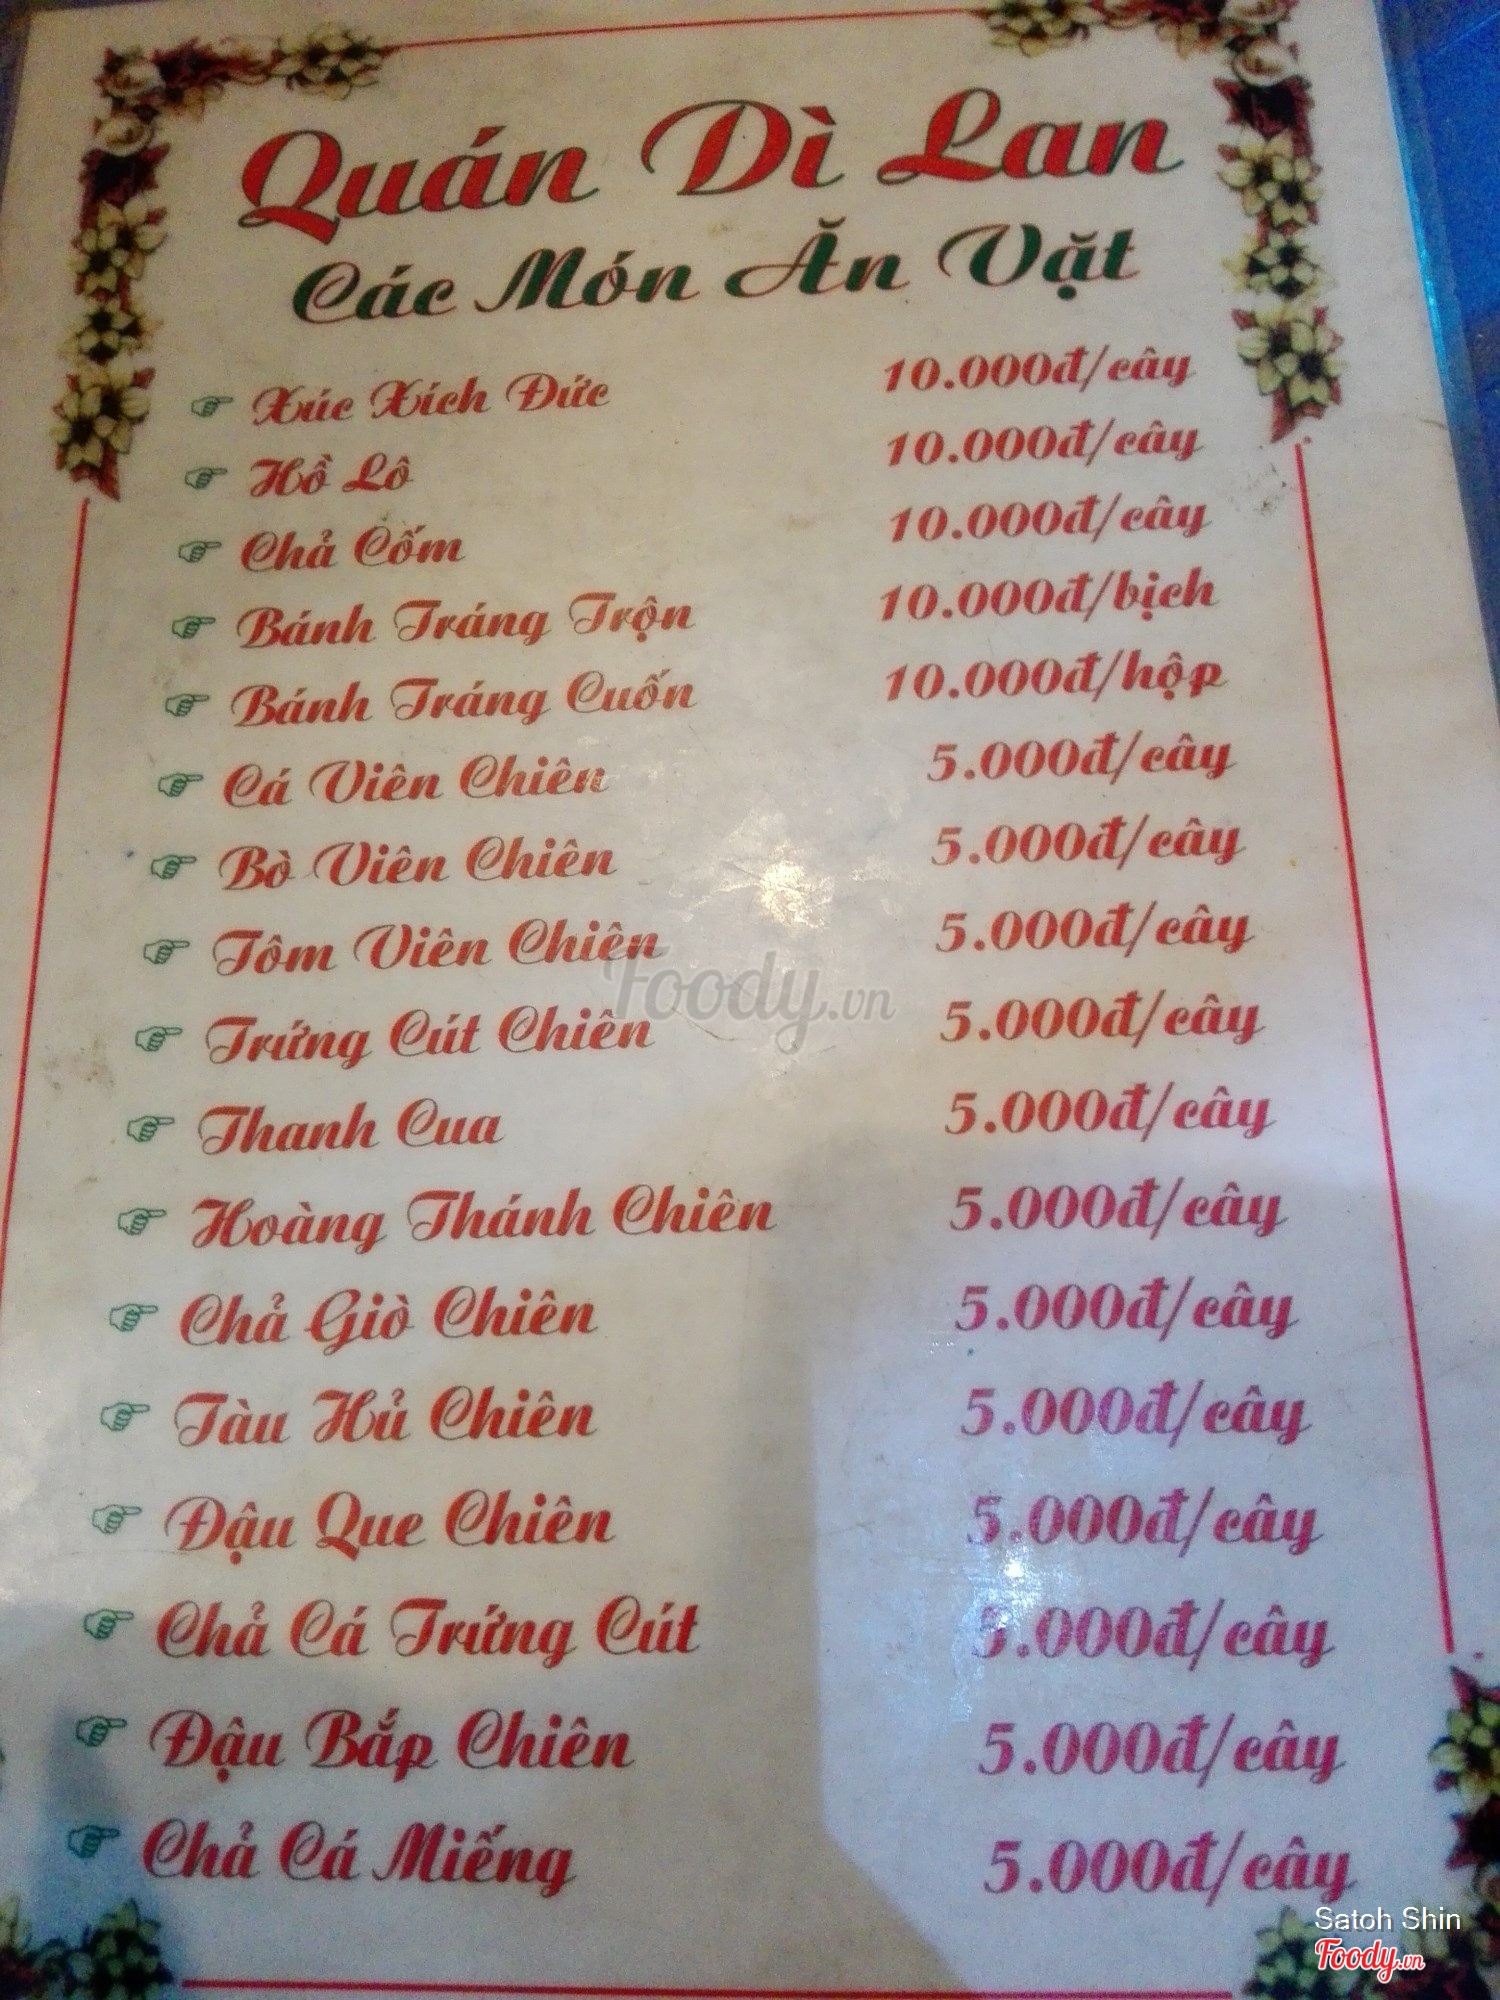 Quán Dì Lan
Các Món Ăn Vặt
Xúc Xích Đức 10.000đ/cây
Hồ Lô 10.000đ/cây
Chả Cốm 10.000đ/cây
Bánh Tráng Trộn 10.000đ/bịch
Bánh Tráng Cuốn 10.000đ/hộp
Cá Viên Chiên 5.000đ/cây
Bò Viên Chiên 5.000đ/cây
Tôm Viên Chiên 5.000đ/cây
Foody.vn
Trứng Cút Chiên 5.000đ/cây
Thanh Cua 5.000đ/cây
Hoàng Thánh Chiên 5.000đ/cây
Chả Giò Chiên 5.000đ/cây
Tàu Hủ Chiên 5.000đ/cây
Đậu Que Chiên 5.000đ/cây
Chả Cá Trứng Cút 5.000đ/cây
Đậu Bắp Chiên 5.000đ/cây
Chả Cá Miếng 5.000đ/cây
Satoh Shin
Foody.vn